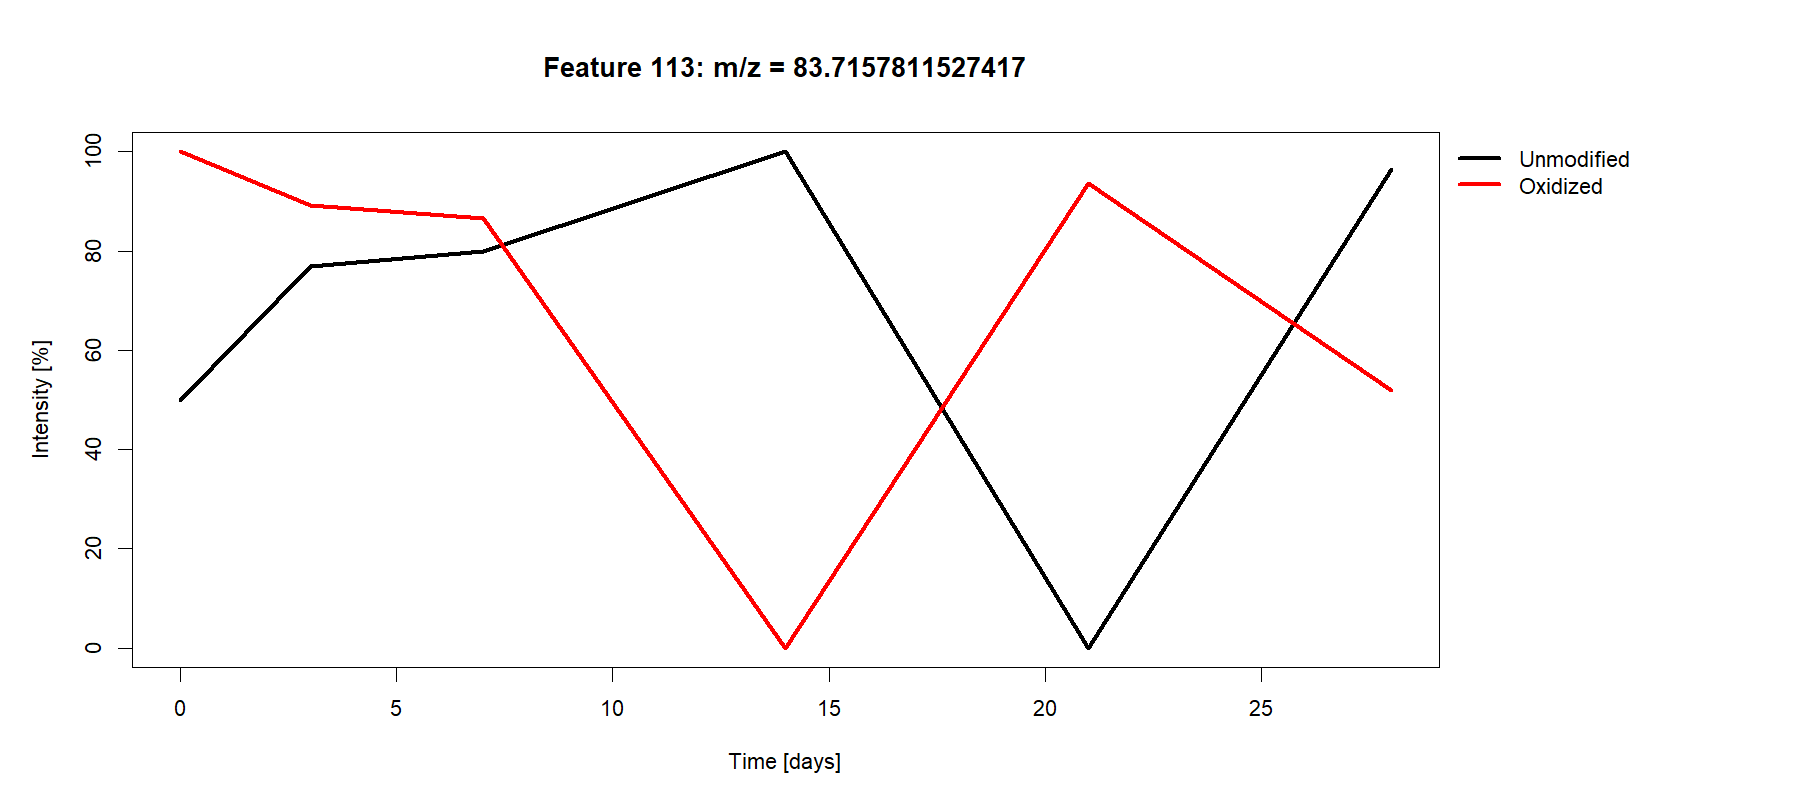 Feature 113: m/z = 83.7157811527417
Unmodified
Oxidized
Intensity [%]
100
80
60
40
20
0
0 5 10 15 20 25
Time [days]